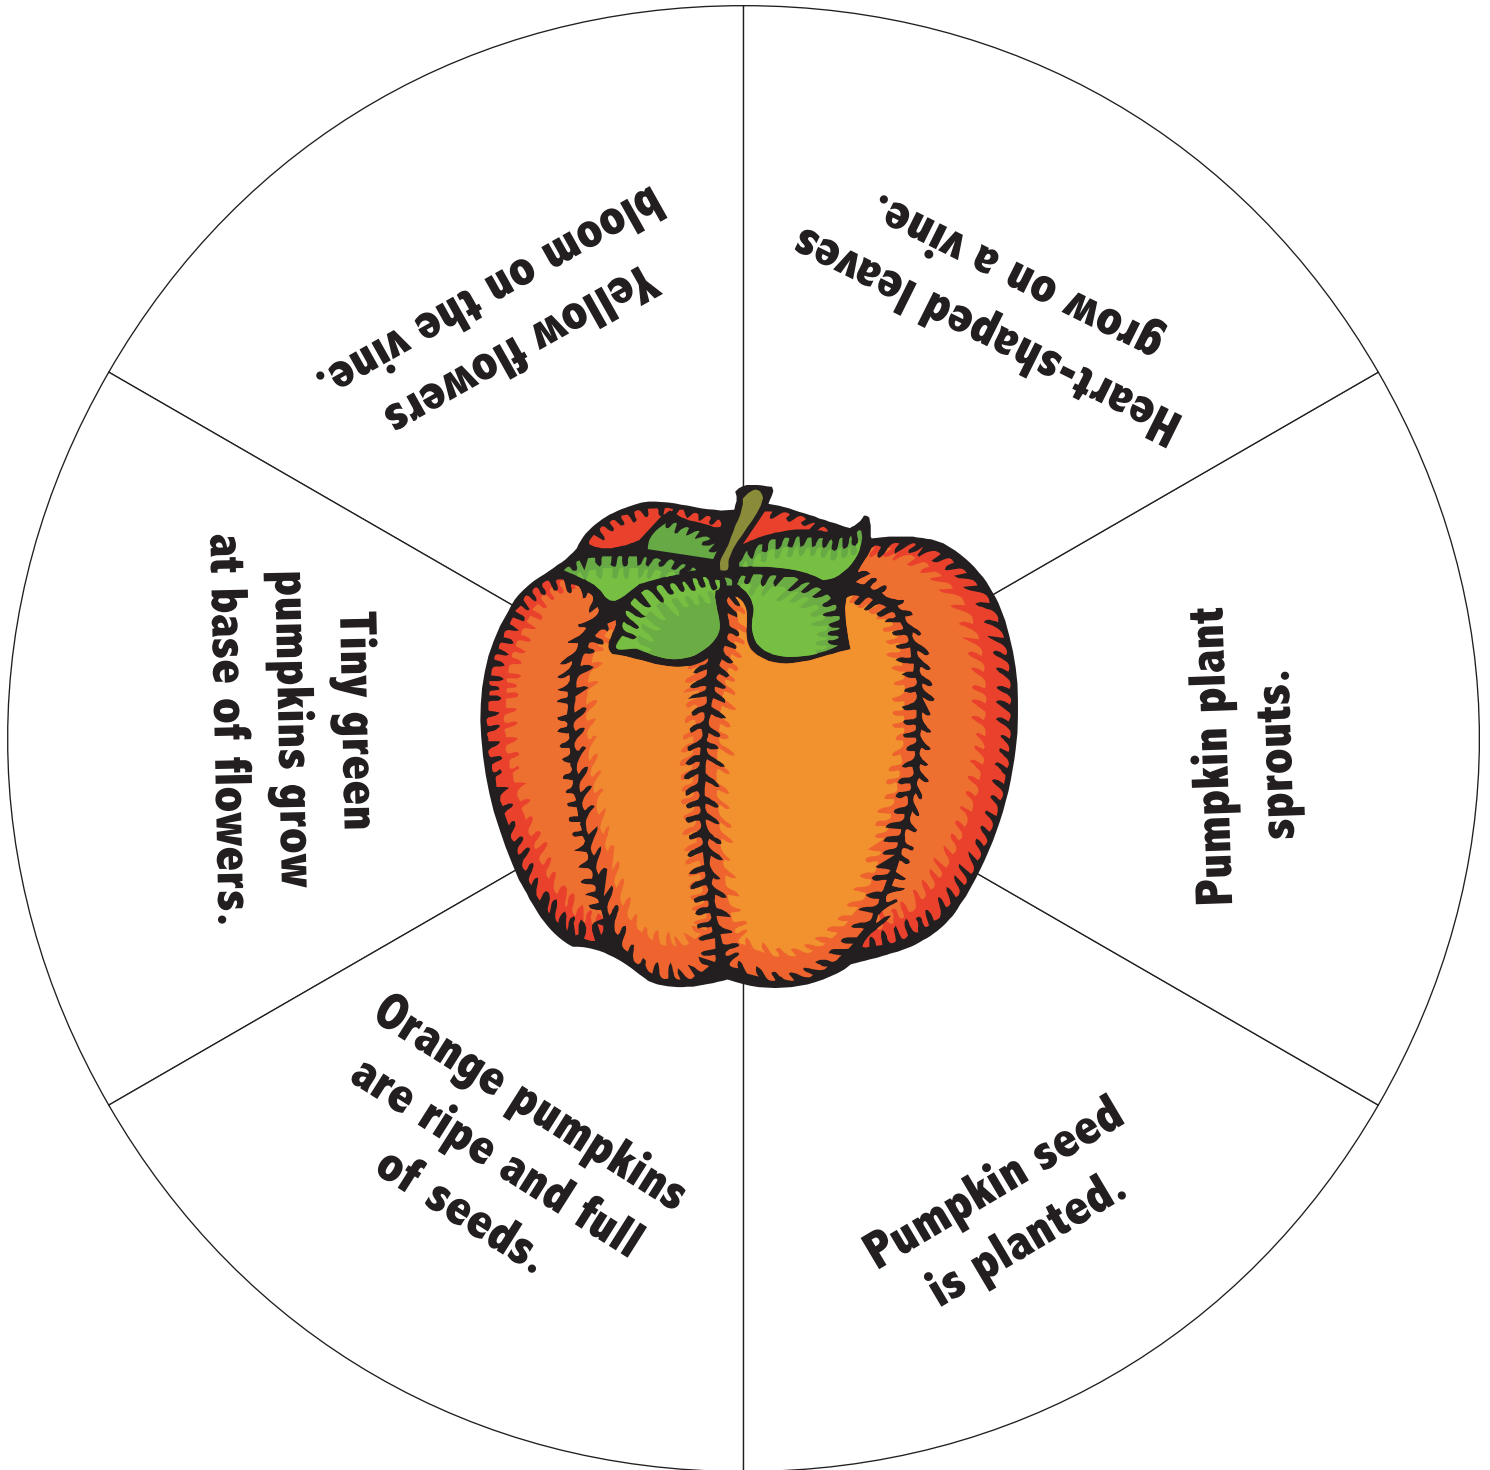 Pumpkin seed
is planted.
Pumpkin plant
sprouts.
Heart-shaped leaves
grow on a vine.
Yellow flowers
bloom on the vine.
Tiny green
pumpkins grow
at base of flowers.
Orange pumpkins
are ripe and full
of seeds.